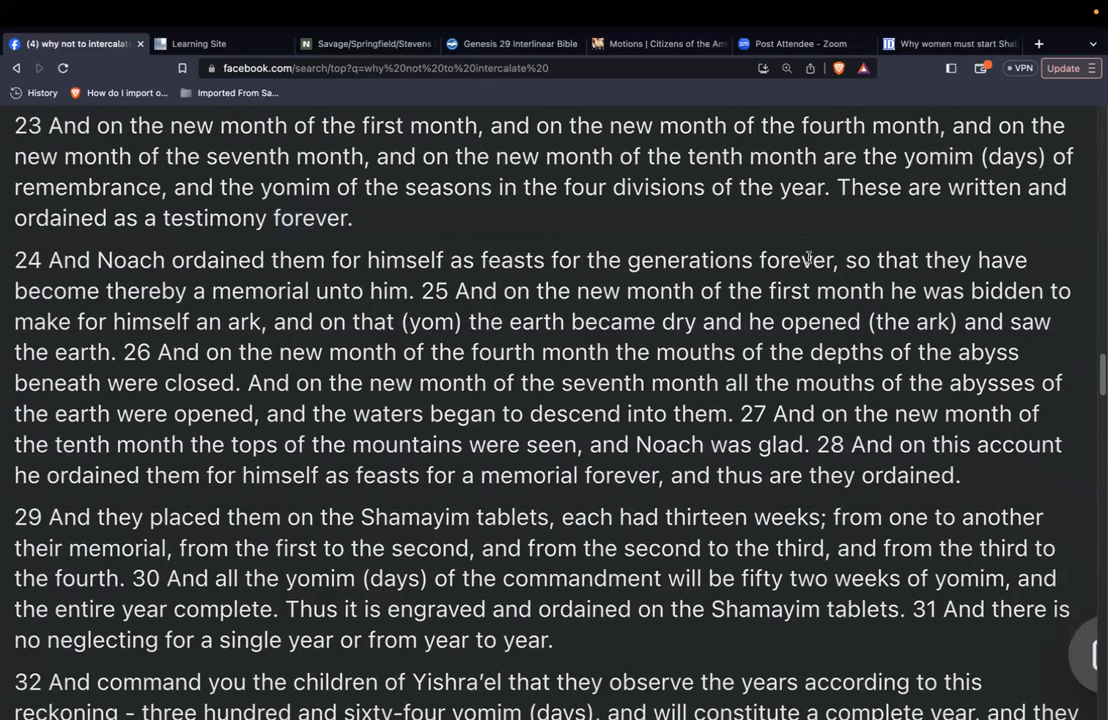 (4) why not to intercalat
Learning Site
Savage/Springfield/Stevens
Genesis 29 Interlinear Bible
Motions | Citizens of the Am
Post Attendee - Zoom
Why women must start Sha
facebook.com/search/top?q=why%20not%20to%20intercalate%20
VPN
Update
History
How do I import o...
Imported From Sa...
23 And on the new month of the first month, and on the new month of the fourth month, and on the
new month of the seventh month, and on the new month of the tenth month are the yomim (days) of
remembrance, and the yomim of the seasons in the four divisions of the year. These are written and
ordained as a testimony forever.
24 And Noach ordained them for himself as feasts for the generations forever, so that they have
become thereby a memorial unto him. 25 And on the new month of the first month he was bidden to
make for himself an ark, and on that (yom) the earth became dry and he opened (the ark) and saw
the earth. 26 And on the new month of the fourth month the mouths of the depths of the abyss
beneath were closed. And on the new month of the seventh month all the mouths of the abysses of
the earth were opened, and the waters began to descend into them. 27 And on the new month of
the tenth month the tops of the mountains were seen, and Noach was glad. 28 And on this account
he ordained them for himself as feasts for a memorial forever, and thus are they ordained.
29 And they placed them on the Shamayim tablets, each had thirteen weeks; from one to another
their memorial, from the first to the second, and from the second to the third, and from the third to
the fourth. 30 And all the yomim (days) of the commandment will be fifty two weeks of yomim, and
the entire year complete. Thus it is engraved and ordained on the Shamayim tablets. 31 And there is
no neglecting for a single year or from year to year.
32 And command you the children of Yishra’el that they observe the years according to this
reckoning - three hundred and sixty-four yomim (days), and will constitute a complete year, and they